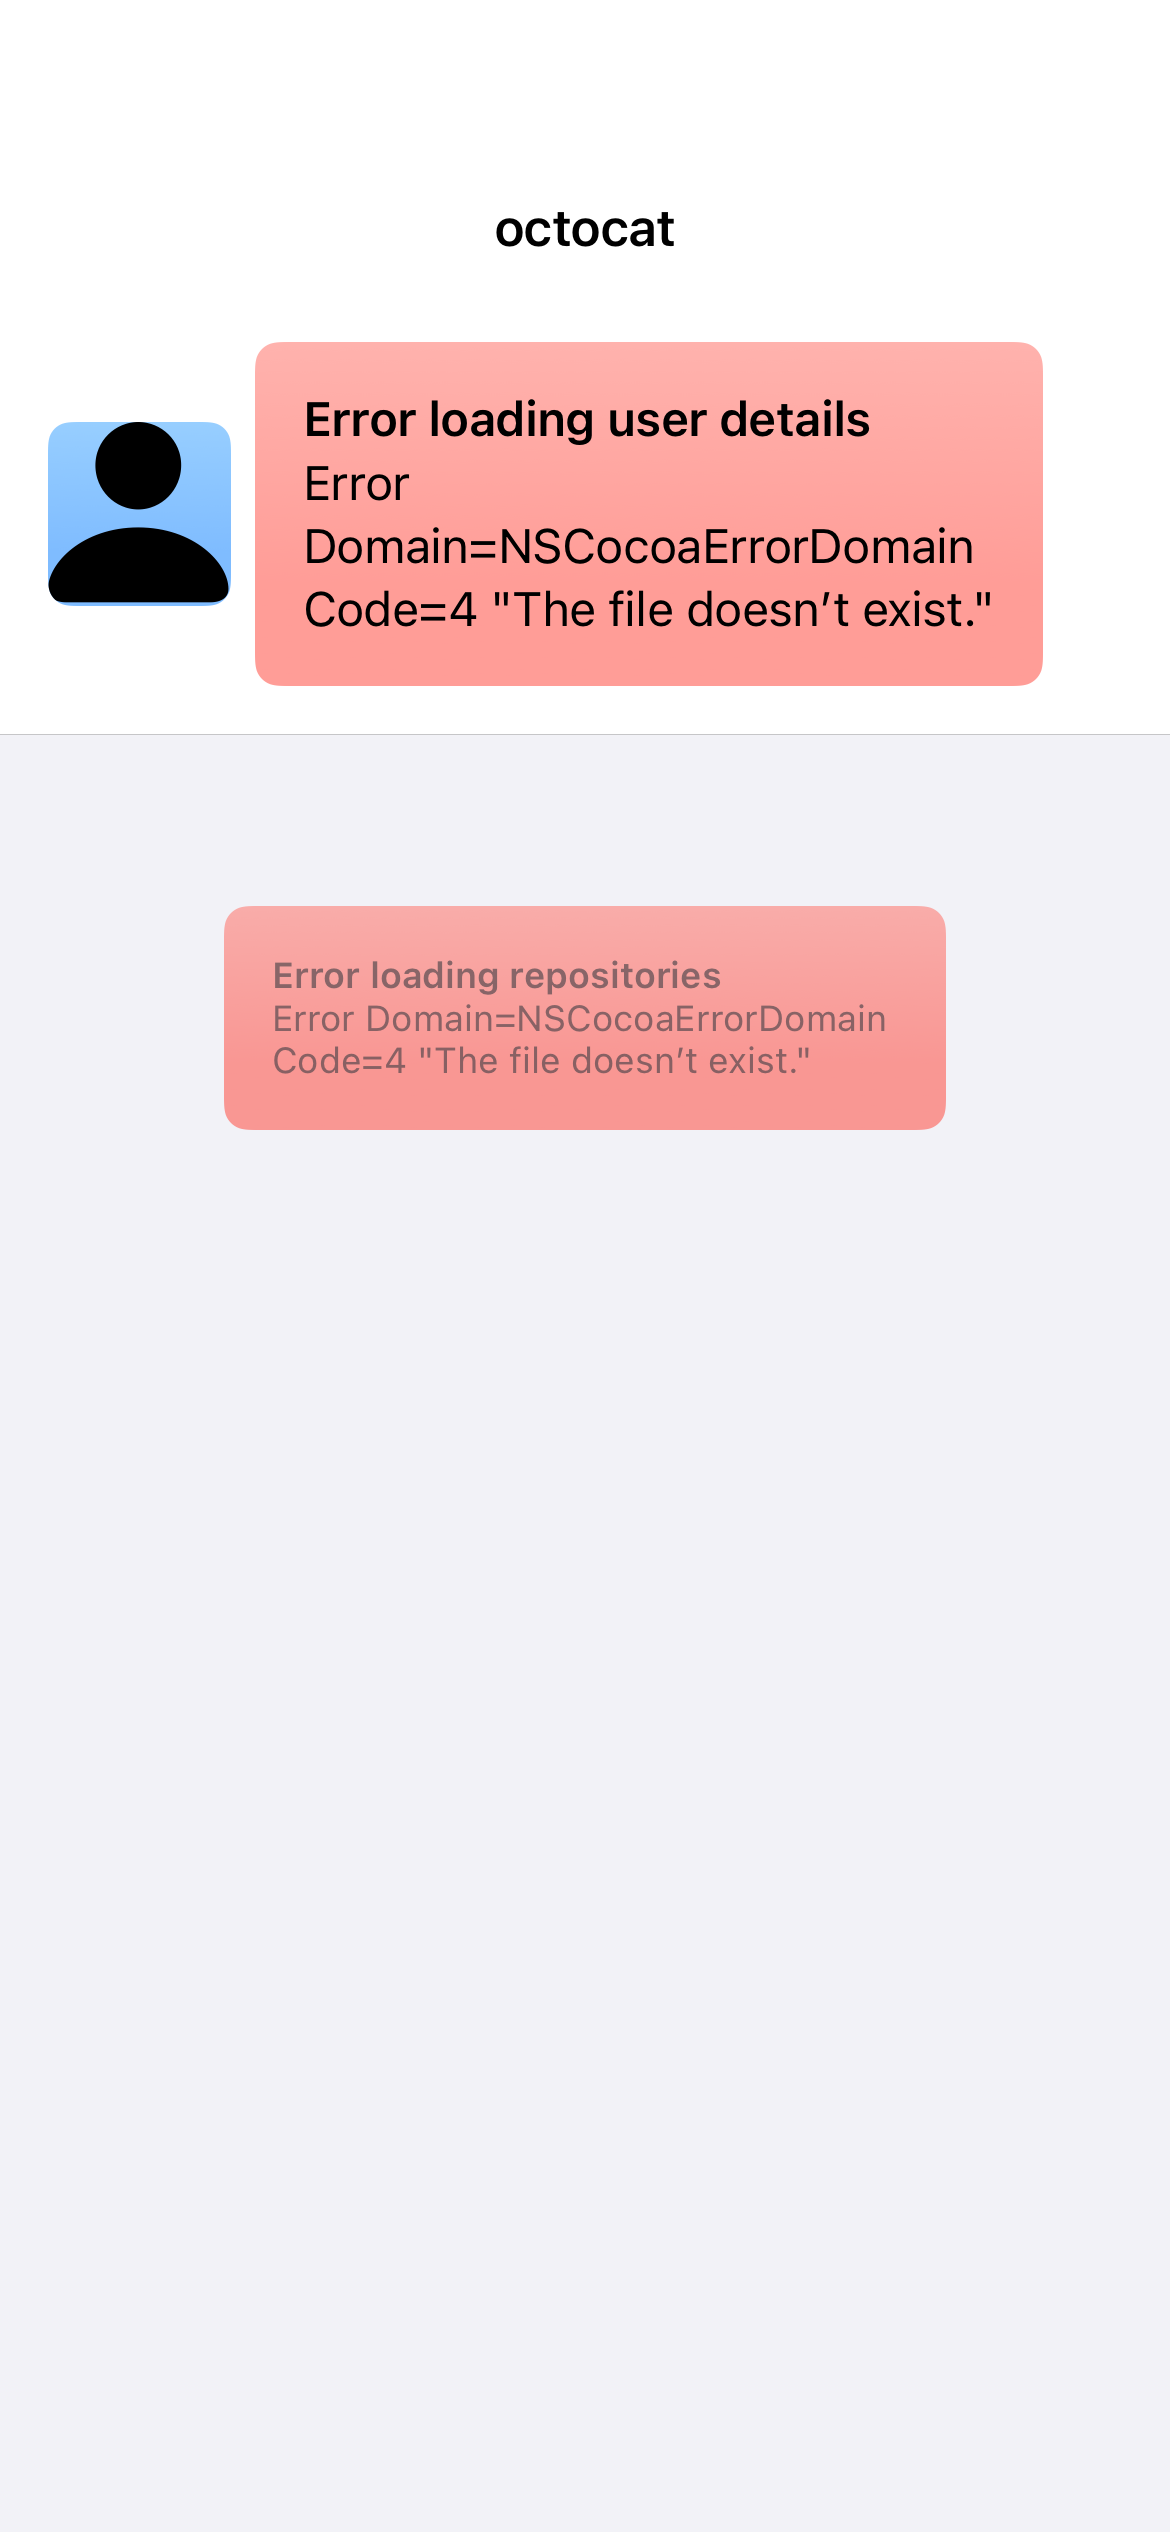 octocat
Error loading user details
Error
Domain=NSCocoaErrorDomain
Code=4 "The file doesn’t exist."
Error loading repositories
Error Domain=NSCocoaErrorDomain
Code=4 "The file doesn’t exist."